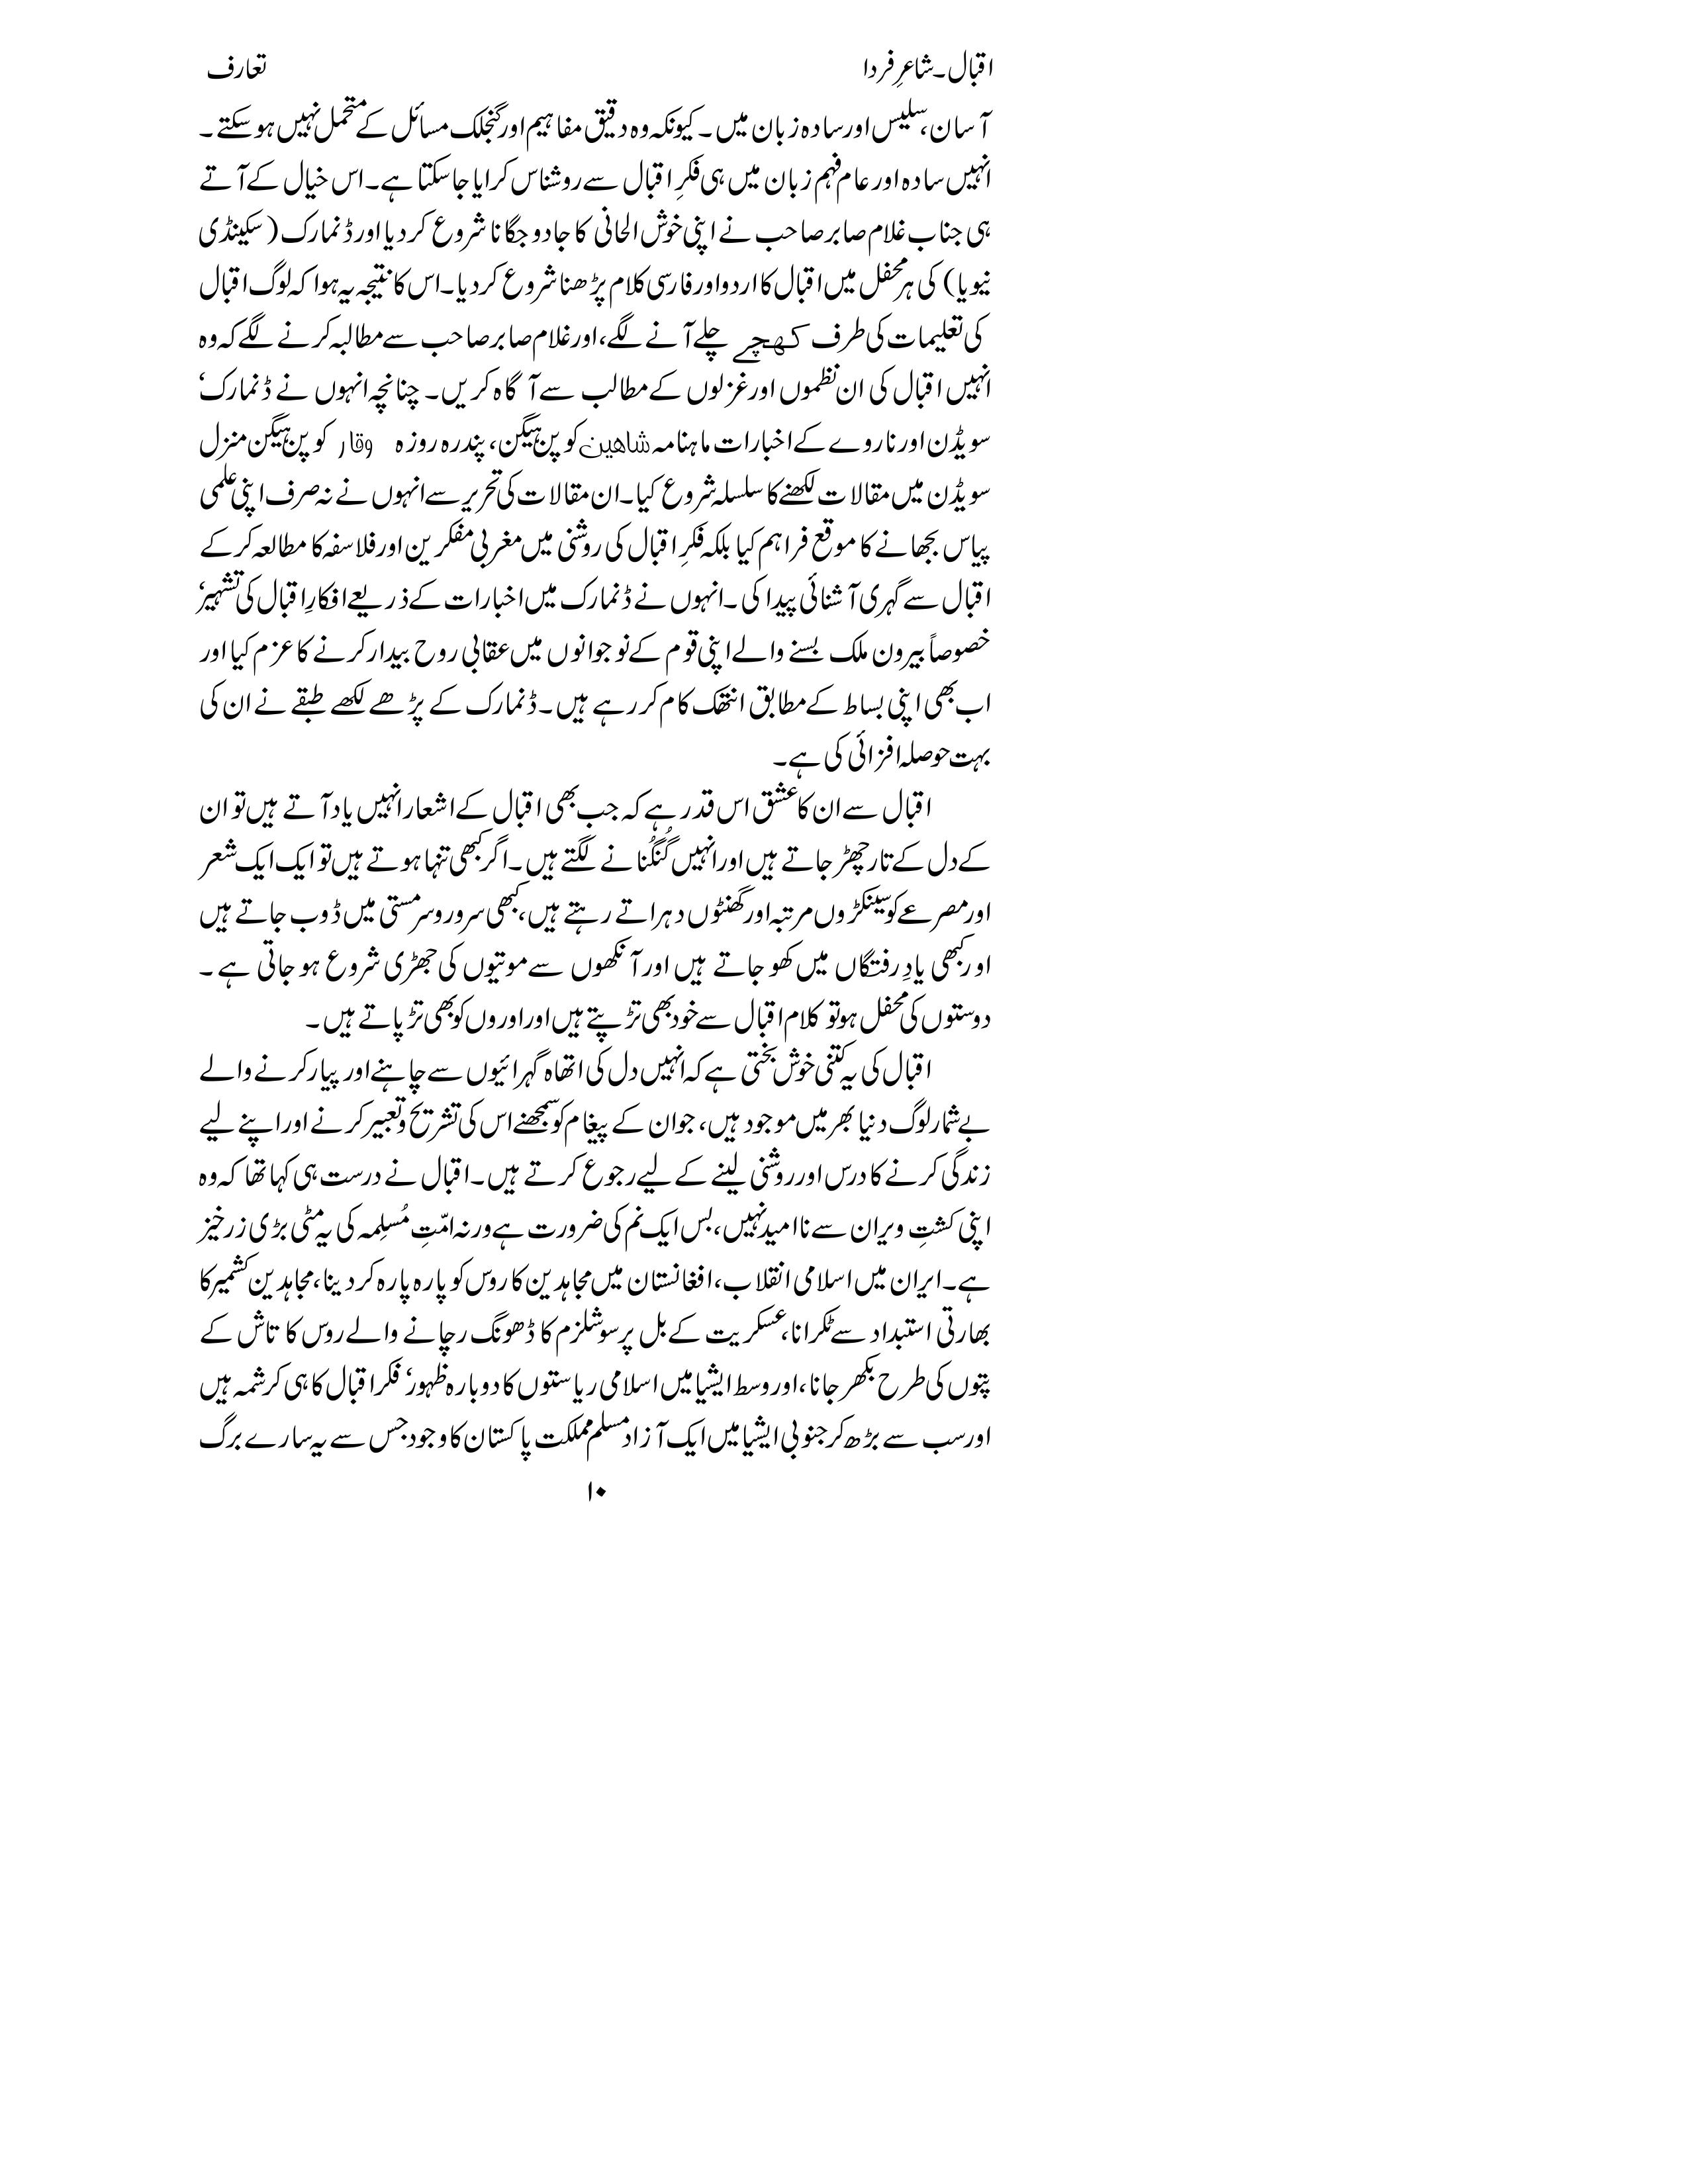 اقبال۔شاعرِفردا تعارف
آسان،سلیس اور سادہ زبان میں ۔ کیونکہ وہ دقیق مفاہیم اور گنجلک مسائل کے متحمل نہیں ہوسکتے ۔
انہیں سادہ اور عام فہم زبان میں ہی فکرِ اقبال سے روشناس کرایا جاسکتا ہے۔اس خیال کے آتے
ہی جناب غلام صابر صاحب نے اپنی خوش الحانی کا جادو جگانا شروع کردیا اور ڈنمارک ( سکینڈی
نیویا) کی ہر محفل میں اقبال کا اردو اور فارسی کلام پڑھنا شروع کردیا۔اس کا نتیجہ یہ ہوا کہ لوگ اقبال
کی تعلیمات کی طرف کھچے چلے آنے لگے،اور غلام صابر صاحب سے مطالبہ کرنے لگے کہ وہ
انہیں اقبال کی ان نظموں اور غزلوں کے مطالب سے آگاہ کریں۔ چنانچہ انہوں نے ڈنمارک،
سویڈن اور ناروے کے اخبارات ماہنامہ شاھین کوپن ہیگن، پندرہ روزہ وقار کوپن ہیگن منزل
سویڈن میں مقالات لکھنے کا سلسلہ شروع کیا۔ان مقالات کی تحریر سے انہوں نے نہ صرف اپنی علمی
پیاس بجھانے کا موقع فراہم کیا بلکہ فکرِ اقبال کی روشنی میں مغربی مفکرین اور فلاسفہ کا مطالعہ کرکے
اقبال سے گہری آشنائی پیدا کی ۔انہوں نے ڈنمارک میں اخبارات کے ذریعے افکارِ اقبال کی تشہیر،
خصوصاً بیرون ملک بسنے والے اپنی قوم کے نوجوانوں میں عقابی روح بیدار کرنے کا عزم کیا اور
اب بھی اپنی بساط کے مطابق انتھک کام کررہے ہیں۔ڈنمارک کے پڑھے لکھے طبقے نے ان کی
بہت حوصلہ افزائی کی ہے۔
اقبال سے ان کا عشق اس قدر ہے کہ جب بھی اقبال کے اشعار انہیں یاد آتے ہیں تو ان
کے دل کے تار چھڑ جاتے ہیں اور انہیں گُنگُنانے لگتے ہیں۔اگر کبھی تنہا ہوتے ہیں تو ایک ایک شعر
اور مصرعے کو سینکڑوں مرتبہ اور گھنٹوں دہراتے رہتے ہیں،کبھی سرور و سرمستی میں ڈوب جاتے ہیں
اور کبھی یادِ رفتگاں میں کھو جاتے ہیں اور آنکھوں سے موتیوں کی جھڑی شروع ہوجاتی ہے ۔
دوستوں کی محفل ہو تو کلام اقبال سے خود بھی تڑپتے ہیں اور اوروں کو بھی تڑپاتے ہیں۔
اقبال کی یہ کتنی خوش بختی ہے کہ انہیں دل کی اتھاہ گہرائیوں سے چاہنے اور پیار کرنے والے
بے شمار لوگ دنیا بھر میں موجود ہیں، جو ان کے پیغام کو سمجھنے اس کی تشریح و تعبیر کرنے اور اپنے لیے
زندگی کرنے کا درس اور روشنی لینے کے لیے رجوع کرتے ہیں۔اقبال نے درست ہی کہا تھا کہ وہ
اپنی کشتِ ویران سے ناامید نہیں، بس ایک نم کی ضرورت ہے ورنہ امّتِ مُسلِمہ کی یہ مٹی بڑی زرخیز
ہے۔ایران میں اسلامی انقلاب،افغانستان میں مجاہدین کا روس کو پارہ پارہ کردینا،مجاہدین کشمیر کا
بھارتی استبداد سے ٹکرانا،عسکریت کے بل پر سوشلزم کا ڈھونگ رچانے والے روس کا تاش کے
پتوں کی طرح بکھر جانا،اور وسط ایشیا میں اسلامی ریاستوں کا دوبارہ ظہور، فکر اقبال کا ہی کرشمہ ہیں
اور سب سے بڑھ کر جنوبی ایشیا میں ایک آزاد مسلم مملکت پاکستان کا وجود جس سے یہ سارے برگ
۱۰